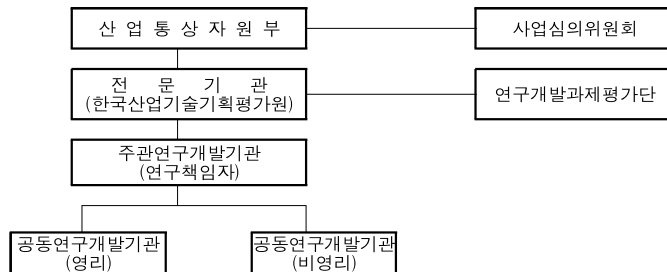 산 업 통 상 자 원 부
사업심의위원회
전 문 기 관
(한국산업기술기획평가원)
연구개발과제평가단
주관연구개발기관
(연구책임자)
공동연구개발기관
(영리)
공동연구개발기관
(비영리)